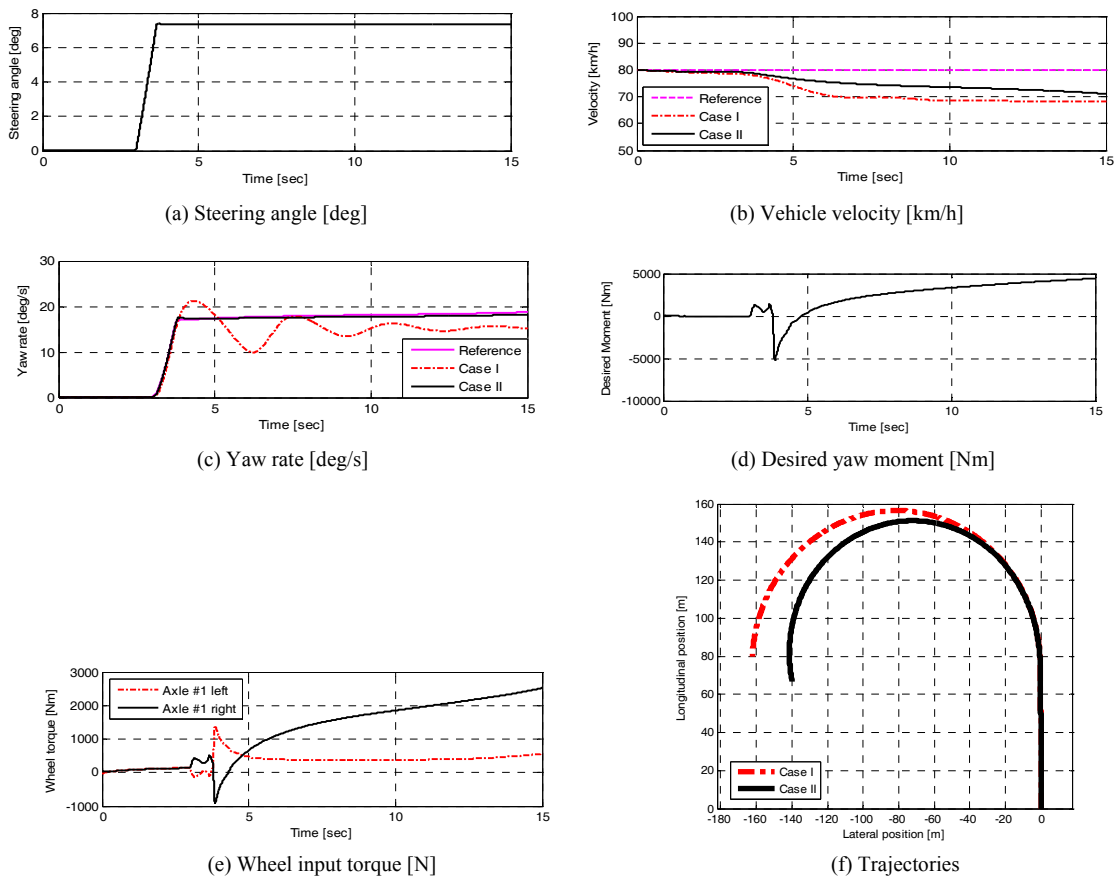 8
6
4
2
0
Steering angle [deg]
0
5
10
15
Time [sec]
(a) Steering angle [deg]
100
90
80
70
60
50
Velocity [km/h]
Reference
Case I
Case II
0
5
10
15
Time [sec]
(b) Vehicle velocity [km/h]
30
20
10
0
Yaw rate [deg/s]
Reference
Case I
Case II
0
5
10
15
Time [sec]
(c) Yaw rate [deg/s]
5000
0
-5000
-10000
Desired Moment [Nm]
0
5
10
15
Time [sec]
(d) Desired yaw moment [Nm]
3000
2000
1000
0
-1000
Wheel torque [Nm]
Axle #1 left
Axle #1 right
0
5
10
15
Time [sec]
(e) Wheel input torque [N]
160
140
120
100
80
60
40
20
0
Longitudinal position [m]
Case I
Case II
-180 -160 -140 -120 -100 -80 -60 -40 -20 0
Lateral position [m]
(f) Trajectories